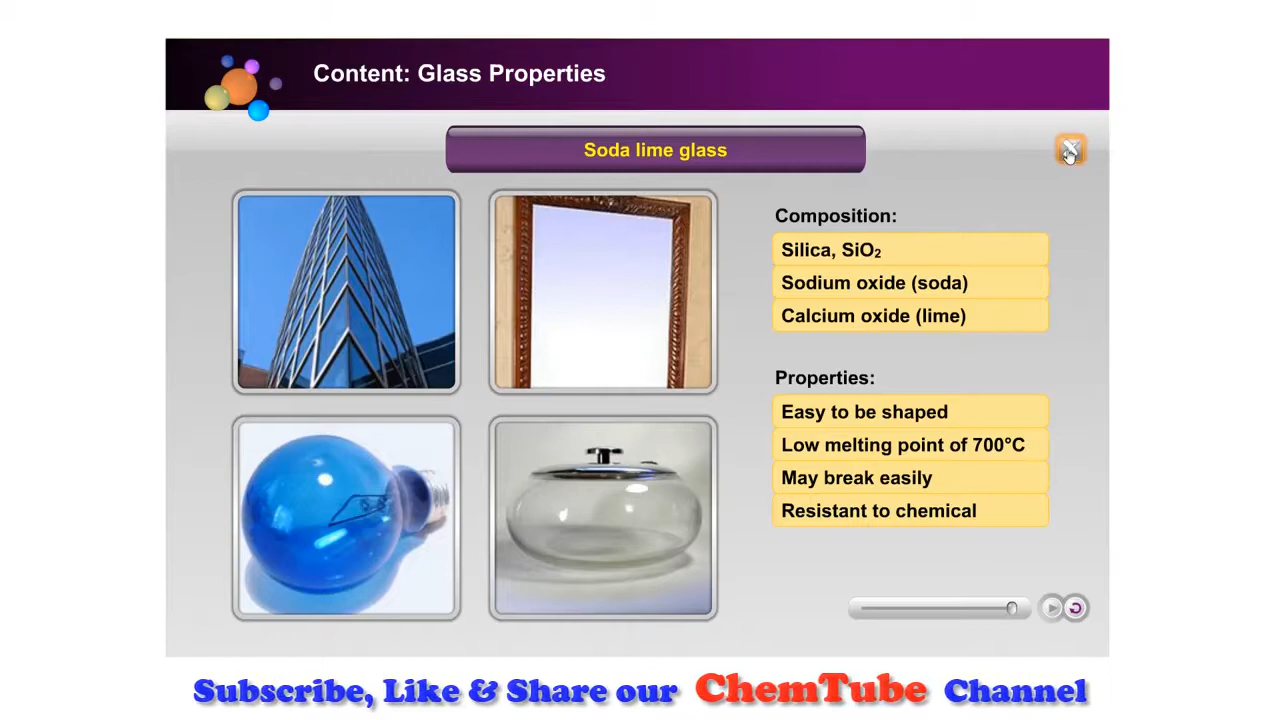 Content: Glass Properties
Soda lime glass
Composition:
Silica, SiO₂
Sodium oxide (soda)
Calcium oxide (lime)
Properties:
Easy to be shaped
Low melting point of 700°C
May break easily
Resistant to chemical
Subscribe, Like & Share our ChemTube Channel